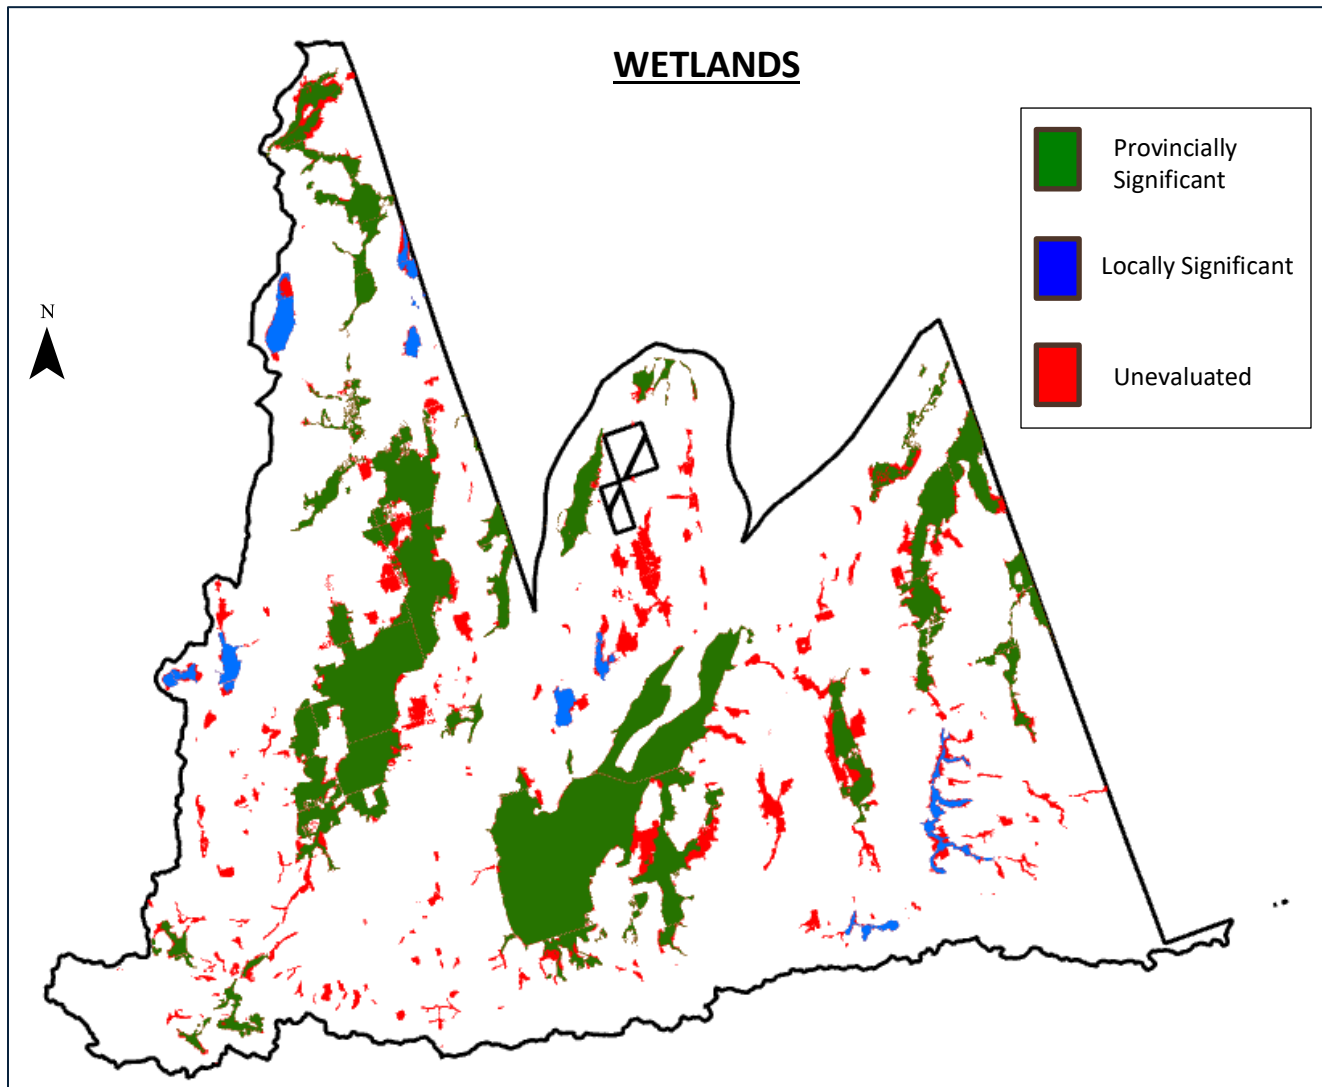 WETLANDS
Provincially
Significant
Locally Significant
N
Unevaluated